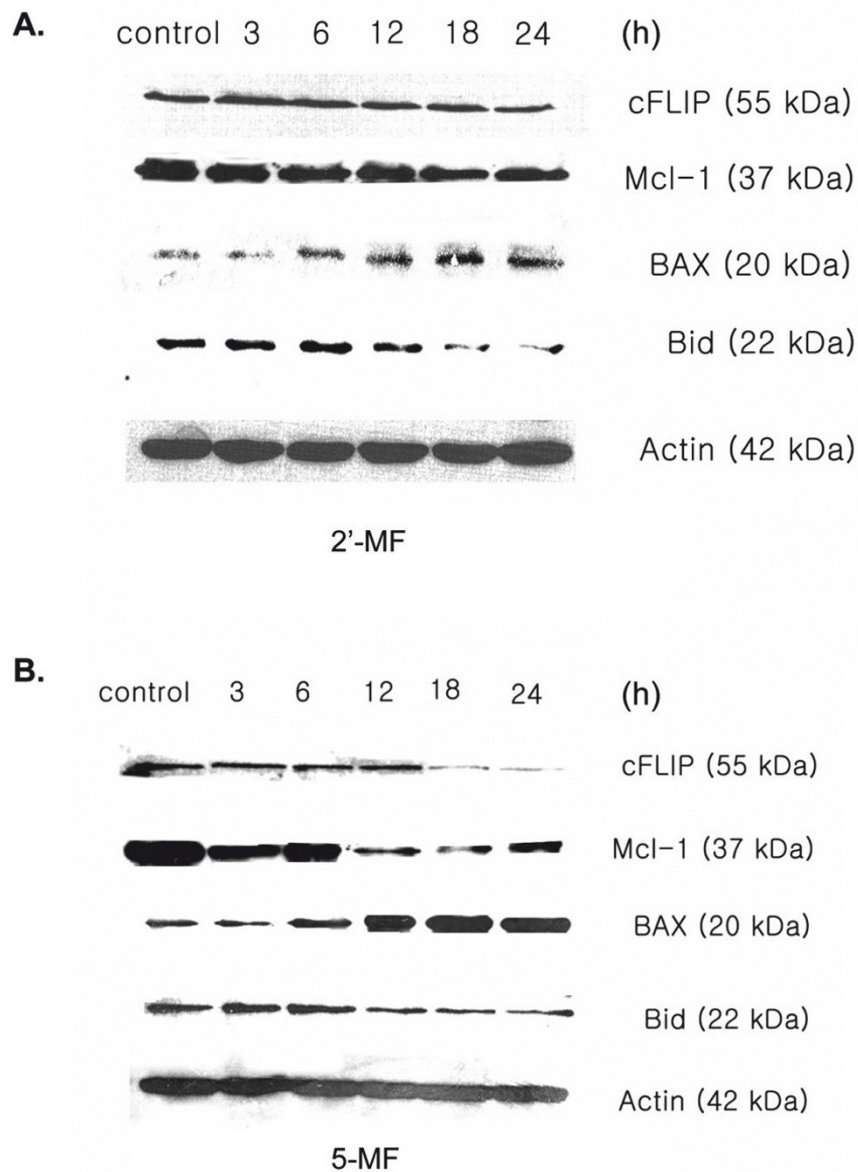 A.
control 3 6 12 18 24 (h)
cFLIP (55 kDa)
Mcl-1 (37 kDa)
BAX (20 kDa)
Bid (22 kDa)
Actin (42 kDa)
2'-MF
B.
control 3 6 12 18 24 (h)
cFLIP (55 kDa)
Mcl-1 (37 kDa)
BAX (20 kDa)
Bid (22 kDa)
Actin (42 kDa)
5-MF